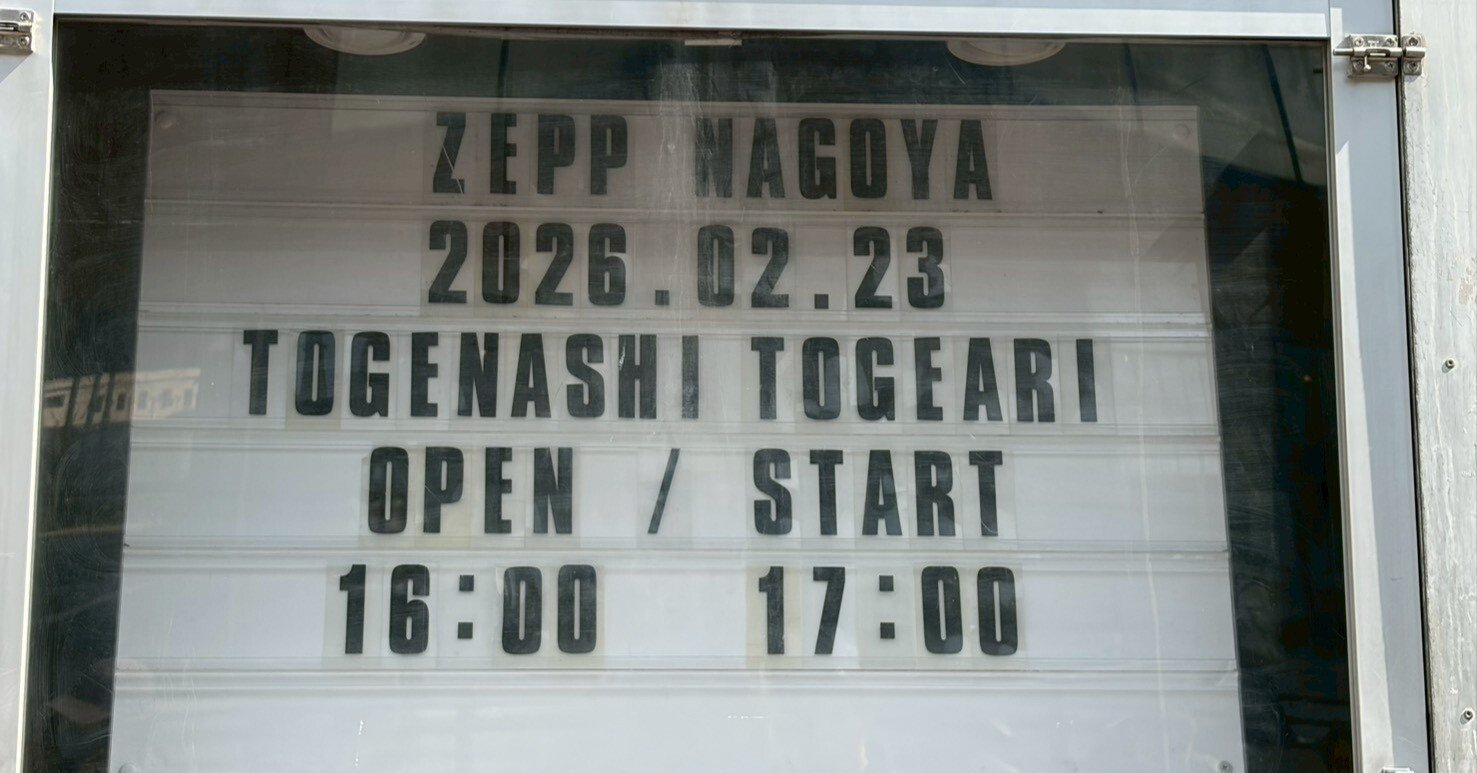 ZEPP NAGOYA
2026.02.23
TOGENASHI TOGEARI
OPEN / START
16:00 17:00